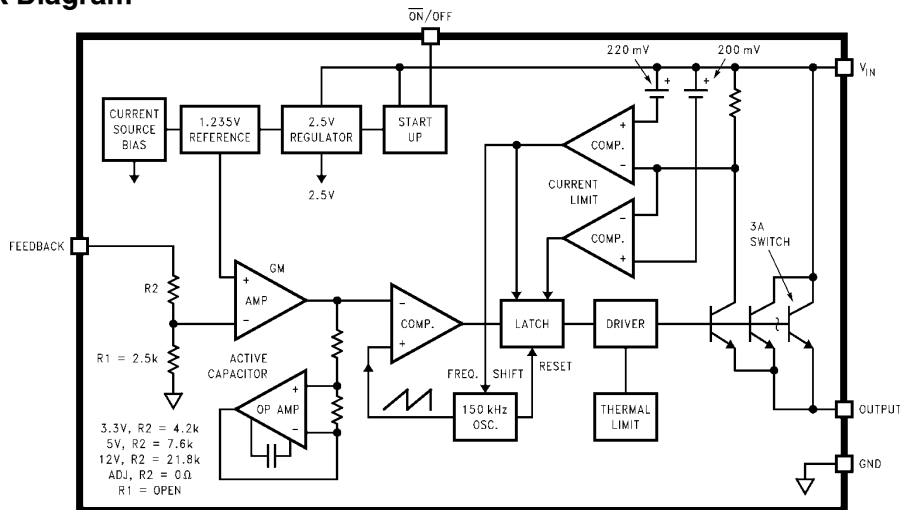 k Diagram
ON/OFF
220 mV
200 mV
VIN
CURRENT
SOURCE
BIAS
1.235V
REFERENCE
2.5V
REGULATOR
START
UP
2.5V
+
+
+
COMP.
−
CURRENT
LIMIT
−
COMP.
+
3A
SWITCH
FEEDBACK
R2
R1 = 2.5k
GM
+
AMP
−
ACTIVE
CAPACITOR
+
OP AMP
−
−
COMP.
+
LATCH
DRIVER
FREQ. SHIFT
RESET
150 kHz
OSC.
THERMAL
LIMIT
OUTPUT
GND
3.3V, R2 = 4.2k
5V, R2 = 7.6k
12V, R2 = 21.8k
ADJ, R2 = 0Ω
R1 = OPEN